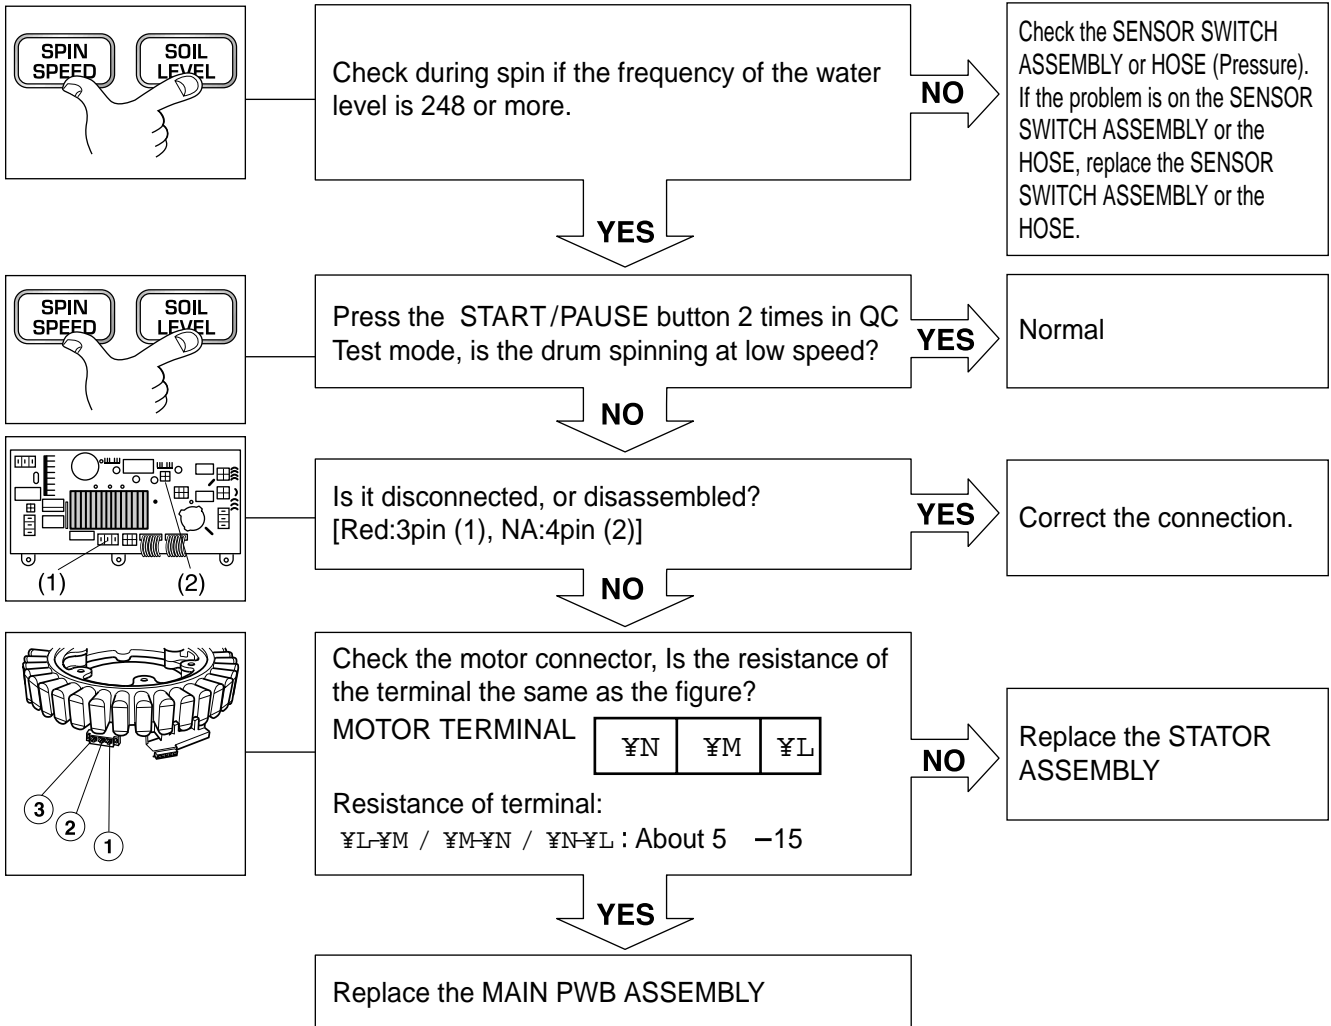 SPIN SPEED
SOIL LEVEL
Check during spin if the frequency of the water
level is 248 or more.
NO
Check the SENSOR SWITCH
ASSEMBLY or HOSE (Pressure).
If the problem is on the SENSOR
SWITCH ASSEMBLY or the
HOSE, replace the SENSOR
SWITCH ASSEMBLY or the
HOSE.
YES
SPIN SPEED
SOIL LEVEL
Press the START/PAUSE button 2 times in QC
Test mode, is the drum spinning at low speed?
YES
Normal
NO
(1)
(2)
Is it disconnected, or disassembled?
[Red:3pin (1), NA:4pin (2)]
YES
Correct the connection.
NO
3
2
1
Check the motor connector, Is the resistance of
the terminal the same as the figure?
MOTOR TERMINAL
¥N ¥M ¥L
Resistance of terminal:
¥L-¥M / ¥M-¥N / ¥N-¥L : About 5 –15
NO
Replace the STATOR
ASSEMBLY
YES
Replace the MAIN PWB ASSEMBLY